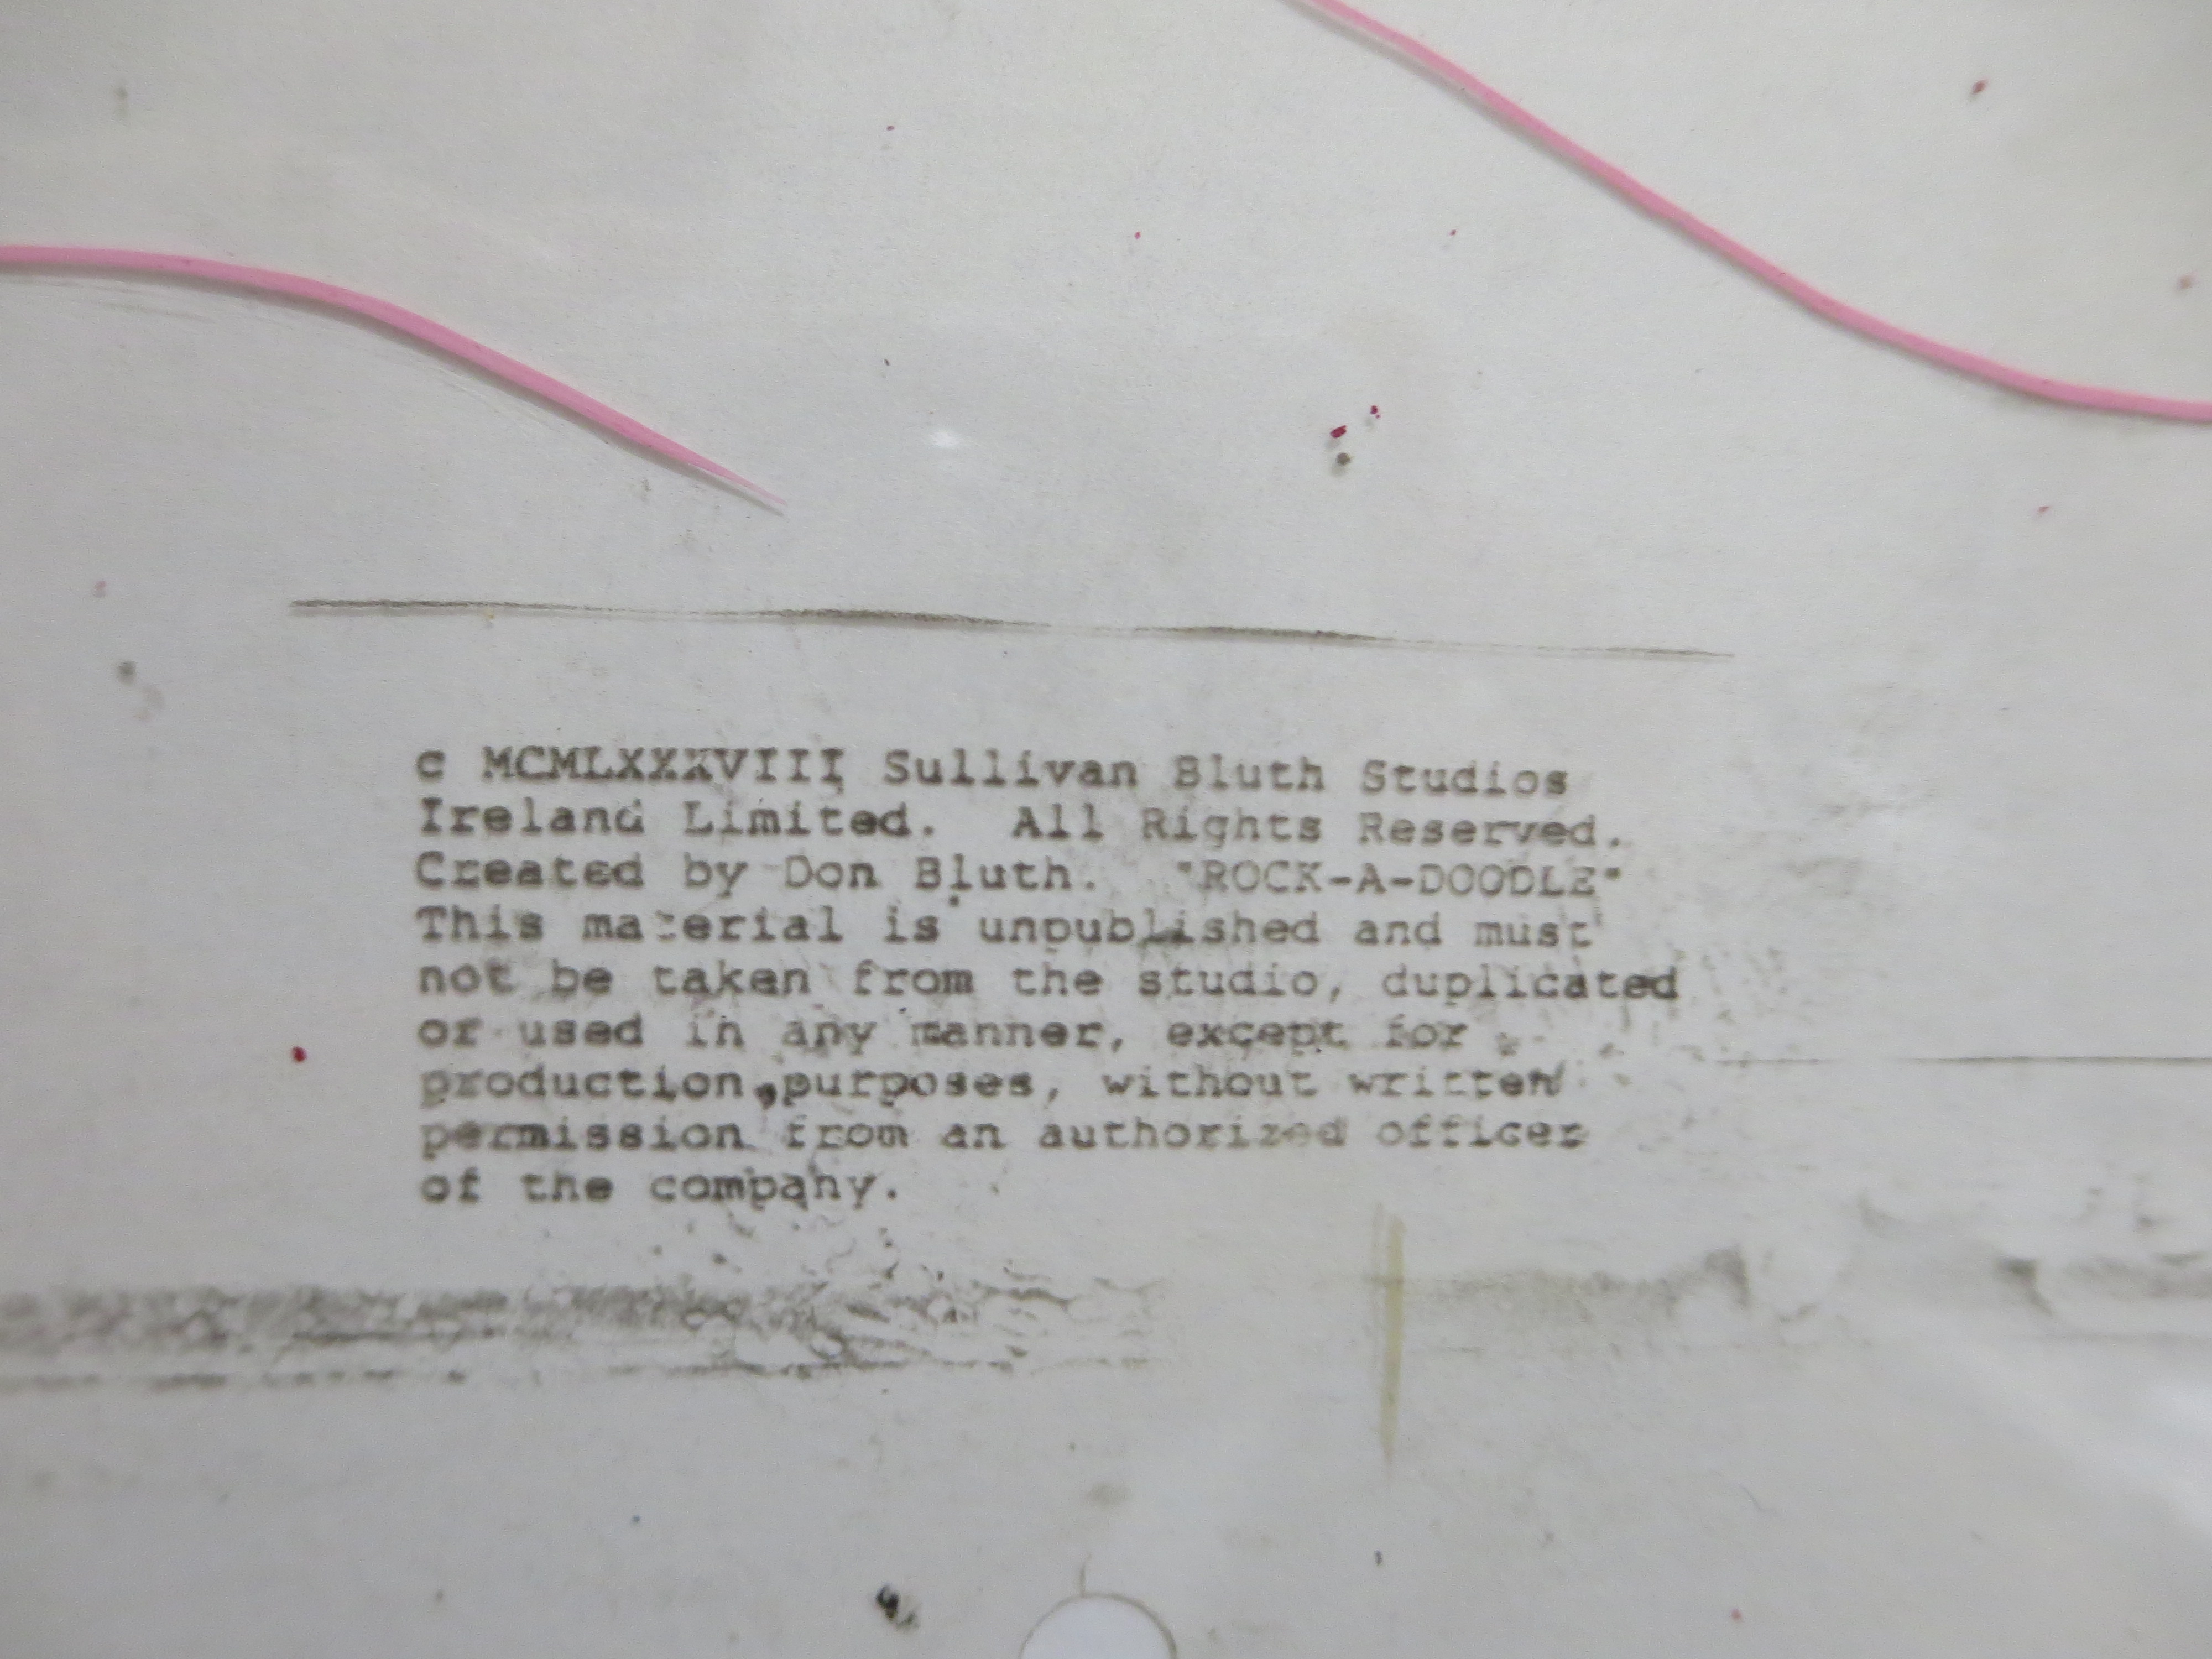 c MCMLXXXVIII Sullivan Bluth Studios
Ireland Limited.  All Rights Reserved.
Created by Don Bluth.  "ROCK-A-DOODLE"
This material is unpublished and must
not be taken from the studio, duplicated
or used in any manner, except for
production purposes, without written
permission from an authorized officer
of the company.